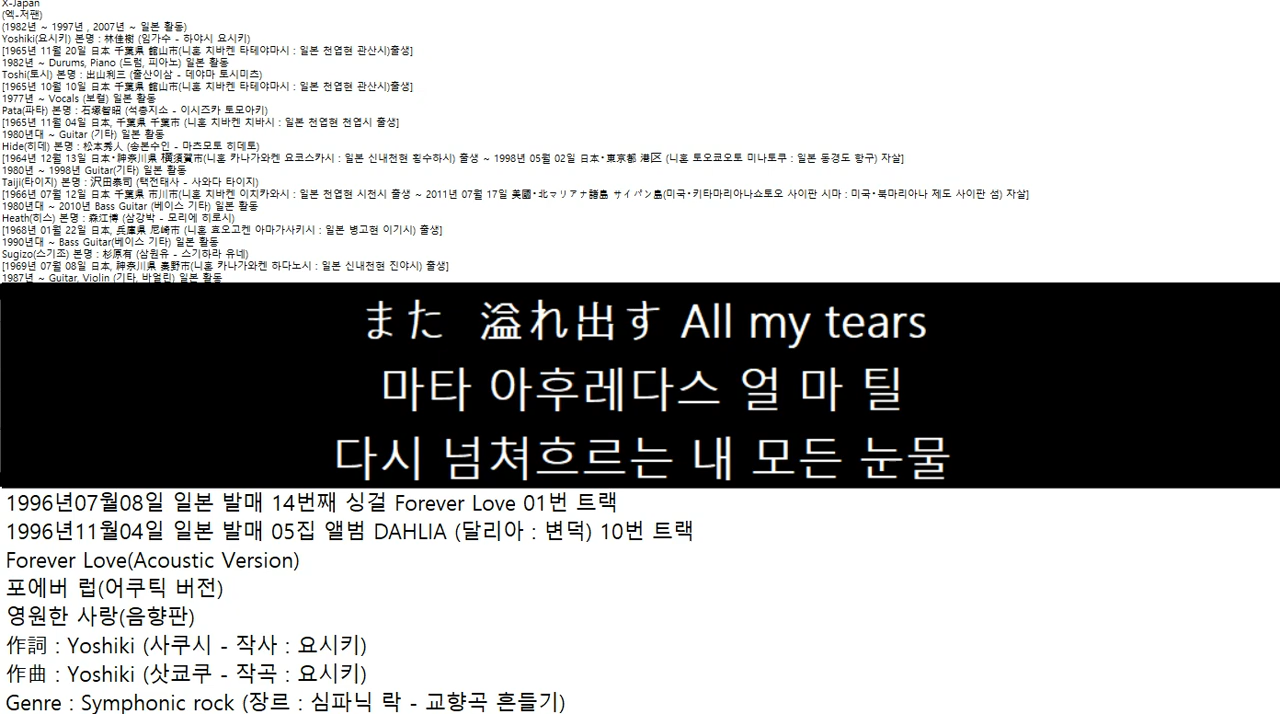 X-Japan
(엑-저팬)
(1982년 ~ 1997년 , 2007년 ~ 일본 활동)
Yoshiki(요시키) 본명 : 林佳樹 (임가수 - 하야시 요시키)
[1965년 11월 20일 日本 千葉県 館山市(니혼 치바켄 타테야마시 : 일본 천엽현 관산시)출생]
1982년 ~ Durums, Piano (드럼, 피아노) 일본 활동
Toshi(토시) 본명 : 出山利三 (출산이삼 - 데야마 토시미츠)
[1965년 10월 10일 日本 千葉県 館山市(니혼 치바켄 타테야마시 : 일본 천엽현 관산시)출생]
1977년 ~ Vocals (보컬) 일본 활동
Pata(파타) 본명 : 石塚智昭 (석총지소 - 이시즈카 토모아키)
[1965년 11월 04일 日本, 千葉県 千葉市 (니혼 치바켄 치바시 : 일본 천엽현 천엽시 출생]
1980년대 ~ Guitar (기타) 일본 활동
Hide(히데) 본명 : 松本秀人 (송본수인 - 마츠모토 히데토)
[1964년 12월 13일 日本・神奈川県 横須賀市(니혼 카나가와켄 요코스카시 : 일본 신내천현 횡수하시) 출생 ~ 1998년 05월 02일 日本・東京都 港区 (니혼 토오쿄오토 미나토쿠 : 일본 동경도 항구) 자살]
1980년 ~ 1998년 Guitar(기타) 일본 활동
Taiji(타이지) 본명 : 沢田泰司 (택전태사 - 사와다 타이지)
[1966년 07월 12일 日本 千葉県 市川市(니혼 치바켄 이치카와시 : 일본 천엽현 시천시 출생 ~ 2011년 07월 17일 美國・北マリアナ諸島 サイパン島(미국・키타마리아나쇼토오 사이판 시마 : 미국・북마리아나 제도 사이판 섬) 자살]
1980년대 ~ 2010년 Bass Guitar (베이스 기타) 일본 활동
Heath(히스) 본명 : 森江博 (삼강박 - 모리에 히로시)
[1968년 01월 22일 日本, 兵庫県 尼崎市 (니혼 효오고켄 아마가사키시 : 일본 병고현 이기시) 출생]
1990년대 ~ Bass Guitar(베이스 기타) 일본 활동
Sugizo(스기조) 본명 : 杉原有 (삼원유 - 스기하라 유네)
[1969년 07월 08일 日本, 神奈川県 秦野市(니혼 카나가와켄 하다노시 : 일본 신내천현 진야시) 출생]
1987년 ~ Guitar, Violin (기타, 바얼린) 일본 활동
また 溢れ出す All my tears
마타 아후레다스 얼 마 틸
다시 넘쳐흐르는 내 모든 눈물
1996년07월08일 일본 발매 14번째 싱걸 Forever Love 01번 트랙
1996년11월04일 일본 발매 05집 앨범 DAHLIA (달리아 : 변덕) 10번 트랙
Forever Love(Acoustic Version)
포에버 럽(어쿠틱 버전)
영원한 사랑(음향판)
作詞 : Yoshiki (사쿠시 - 작사 : 요시키)
作曲 : Yoshiki (삿쿄쿠 - 작곡 : 요시키)
Genre : Symphonic rock (장르 : 심파닉 락 - 교향곡 흔들기)